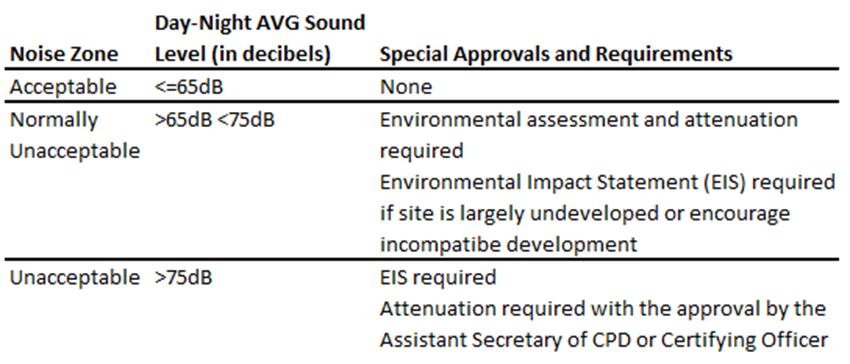 Day-Night AVG Sound
Noise Zone Level (in decibels) Special Approvals and Requirements
Acceptable <=65dB None
Normally >65dB <75dB Environmental assessment and attenuation
Unacceptable required
Environmental Impact Statement (EIS) required
if site is largely undeveloped or encourage
incompatibe development
Unacceptable >75dB EIS required
Attenuation required with the approval by the
Assistant Secretary of CPD or Certifying Officer